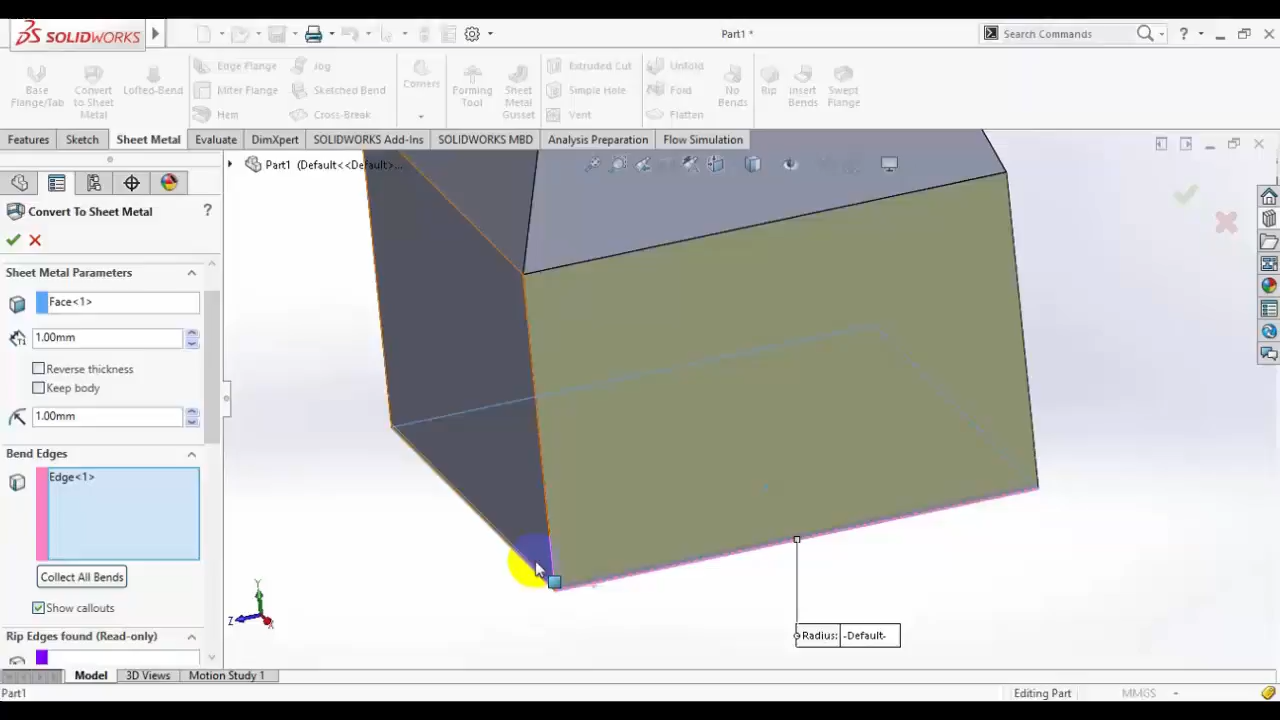 SOLIDWORKS
Part1 *
Search Commands
Base Flange/Tab
Convert to Sheet Metal
Lofted-Bend
Edge Flange
Miter Flange
Hem
Jog
Sketched Bend
Cross-Break
Corners
Forming Tool
Sheet Metal Gusset
Extruded Cut
Simple Hole
Vent
Unfold
Fold
Flatten
No Bends
Rip
Insert Bends
Swept Flange
Features
Sketch
Sheet Metal
Evaluate
DimXpert
SOLIDWORKS Add-Ins
SOLIDWORKS MBD
Analysis Preparation
Flow Simulation
Part1 (Default<<Default>...
Convert To Sheet Metal
?
Sheet Metal Parameters
Face<1>
1.00mm
Reverse thickness
Keep body
1.00mm
Bend Edges
Edge<1>
Collect All Bends
Show callouts
Rip Edges found (Read-only)
Y
Z
X
Radius: -Default-
Model
3D Views
Motion Study 1
Part1
Editing Part
MMGS